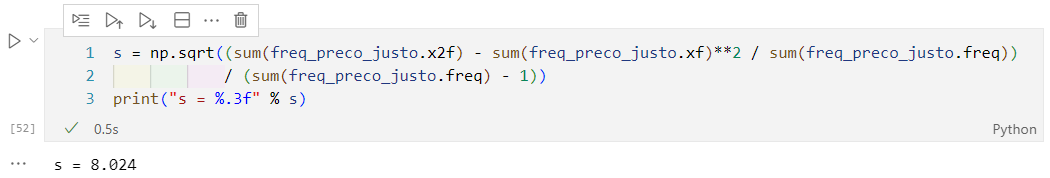 1 s = np.sqrt((sum(freq_preco_justo.x2f) - sum(freq_preco_justo.xf)**2 / sum(freq_preco_justo.freq))
2 / (sum(freq_preco_justo.freq) - 1))
3 print("s = %.3f" % s)
[52] 0.5s Python
s = 8.024